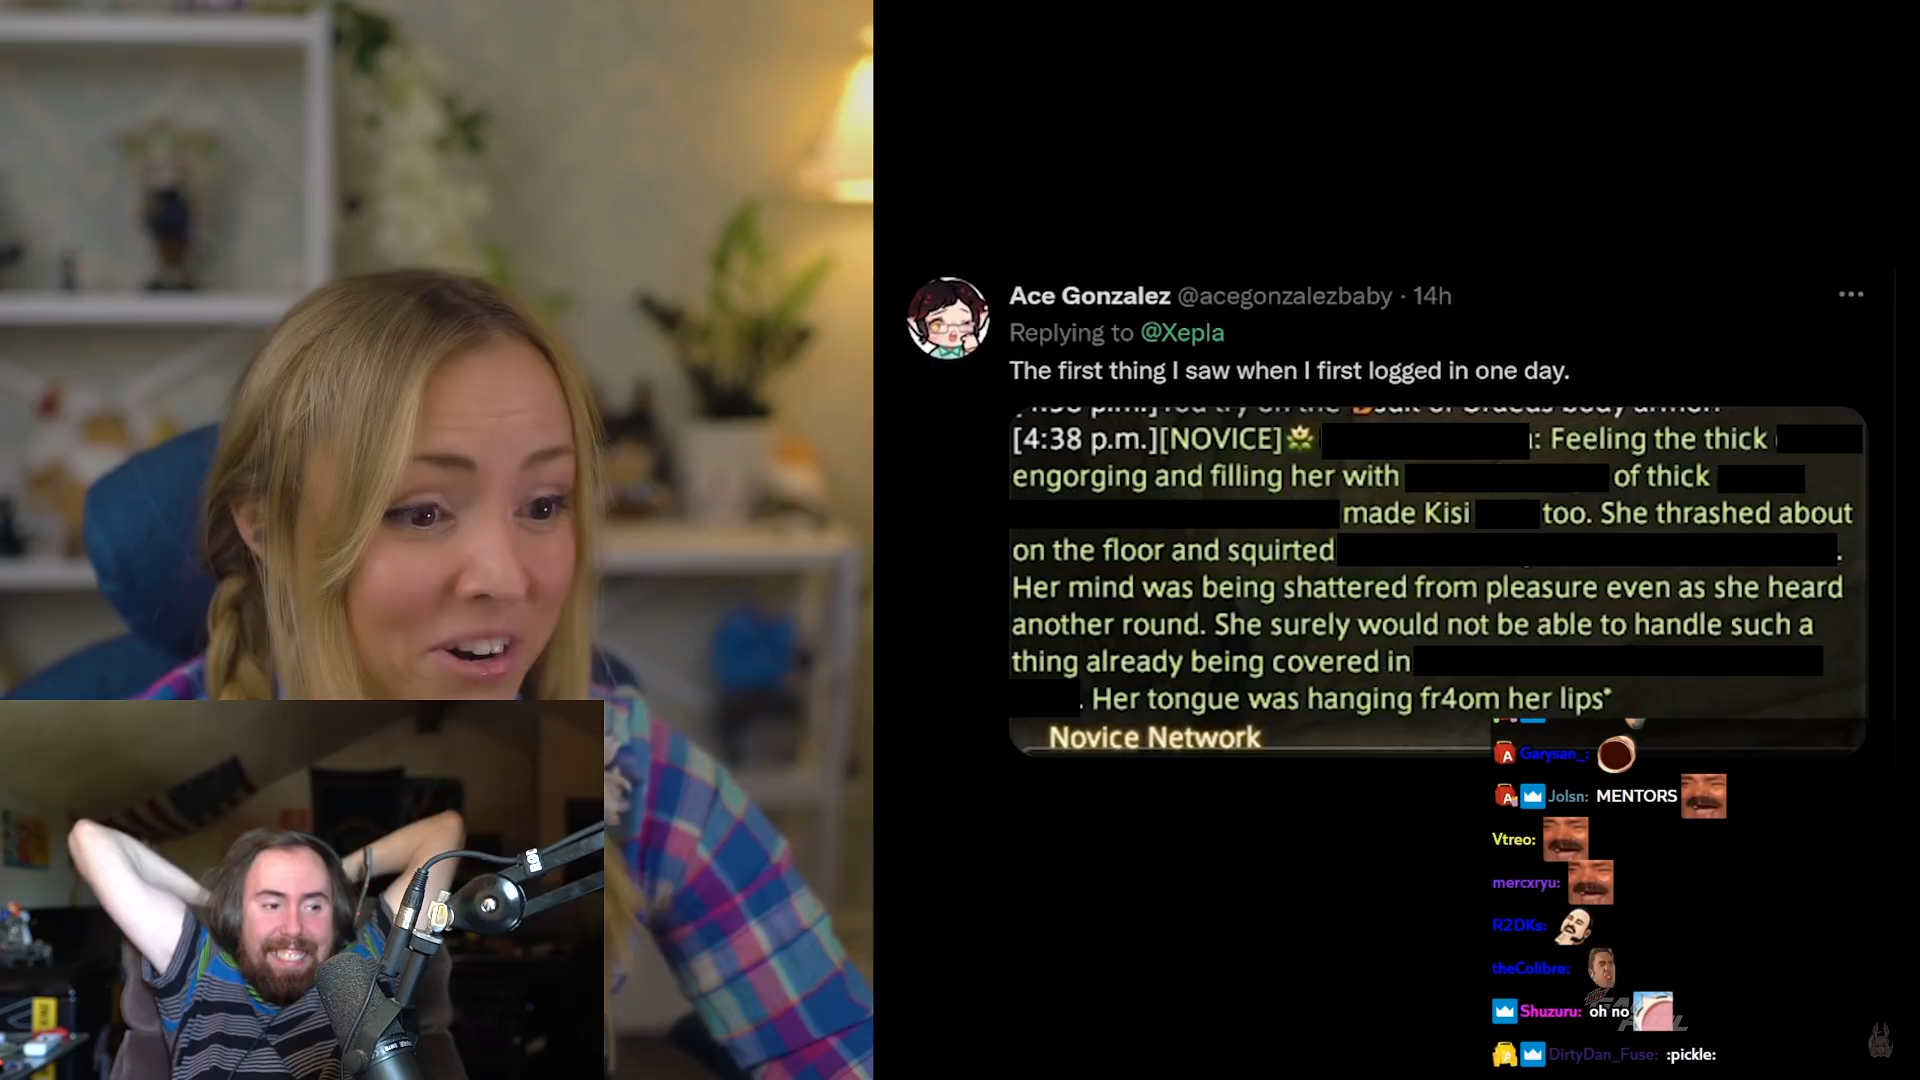 Ace Gonzalez @acegonzalezbaby · 14h
Replying to @Xepla
The first thing I saw when I first logged in one day.
[4:38 p.m.][NOVICE] : Feeling the thick
engorging and filling her with of thick
made Kisi too. She thrashed about
on the floor and squirted .
Her mind was being shattered from pleasure even as she heard
another round. She surely would not be able to handle such a
thing already being covered in
. Her tongue was hanging fr4om her lips*
Novice Network
Garysan_:
Jolsn: MENTORS
Vtreo:
mercxryu:
R2DKs:
theColibre:
Shuzuru: oh no
DirtyDan_Fuse: :pickle: